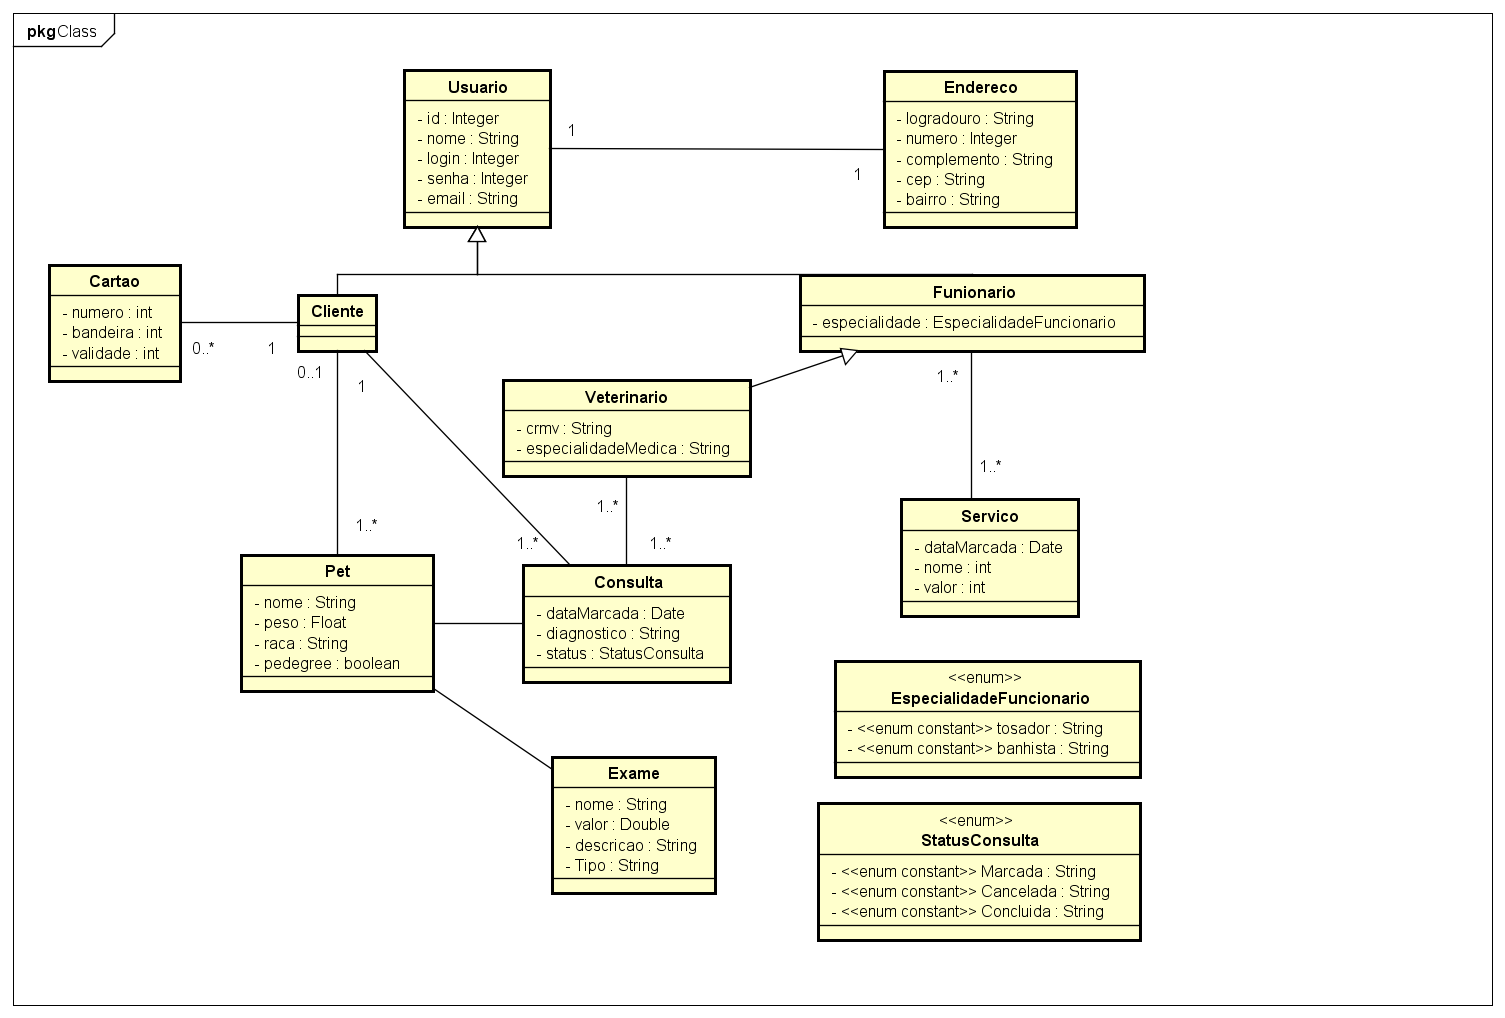 pkgClass
Usuario
- id : Integer
- nome : String
- login : Integer
- senha : Integer
- email : String
1
1
Endereco
- logradouro : String
- numero : Integer
- complemento : String
- cep : String
- bairro : String
Cartao
- numero : int
- bandeira : int
- validade : int
0..*
1
Cliente
0..1
1
Funionario
- especialidade : EspecialidadeFuncionario
1..*
1..*
Veterinario
- crmv : String
- especialidadeMedica : String
1..*
1..*
1..*
1..*
Servico
- dataMarcada : Date
- nome : int
- valor : int
Pet
- nome : String
- peso : Float
- raca : String
- pedegree : boolean
Consulta
- dataMarcada : Date
- diagnostico : String
- status : StatusConsulta
<<enum>>
EspecialidadeFuncionario
- <<enum constant>> tosador : String
- <<enum constant>> banhista : String
Exame
- nome : String
- valor : Double
- descricao : String
- Tipo : String
<<enum>>
StatusConsulta
- <<enum constant>> Marcada : String
- <<enum constant>> Cancelada : String
- <<enum constant>> Concluida : String